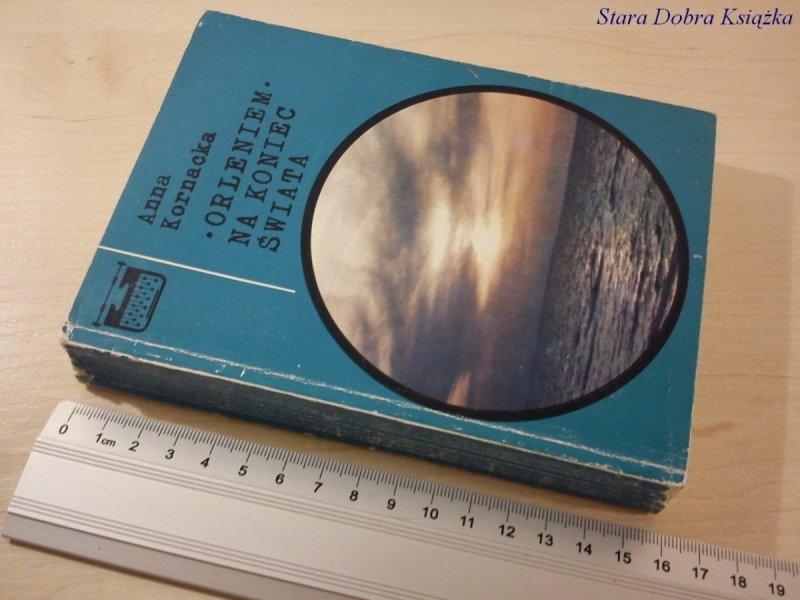 Stara Dobra Książka
Anna
Kornacka
·ORLENIEM·
NA KONIEC
ŚWIATA
0 1cm 2 3 4 5 6 7 8 9 10 11 12 13 14 15 16 17 18 19